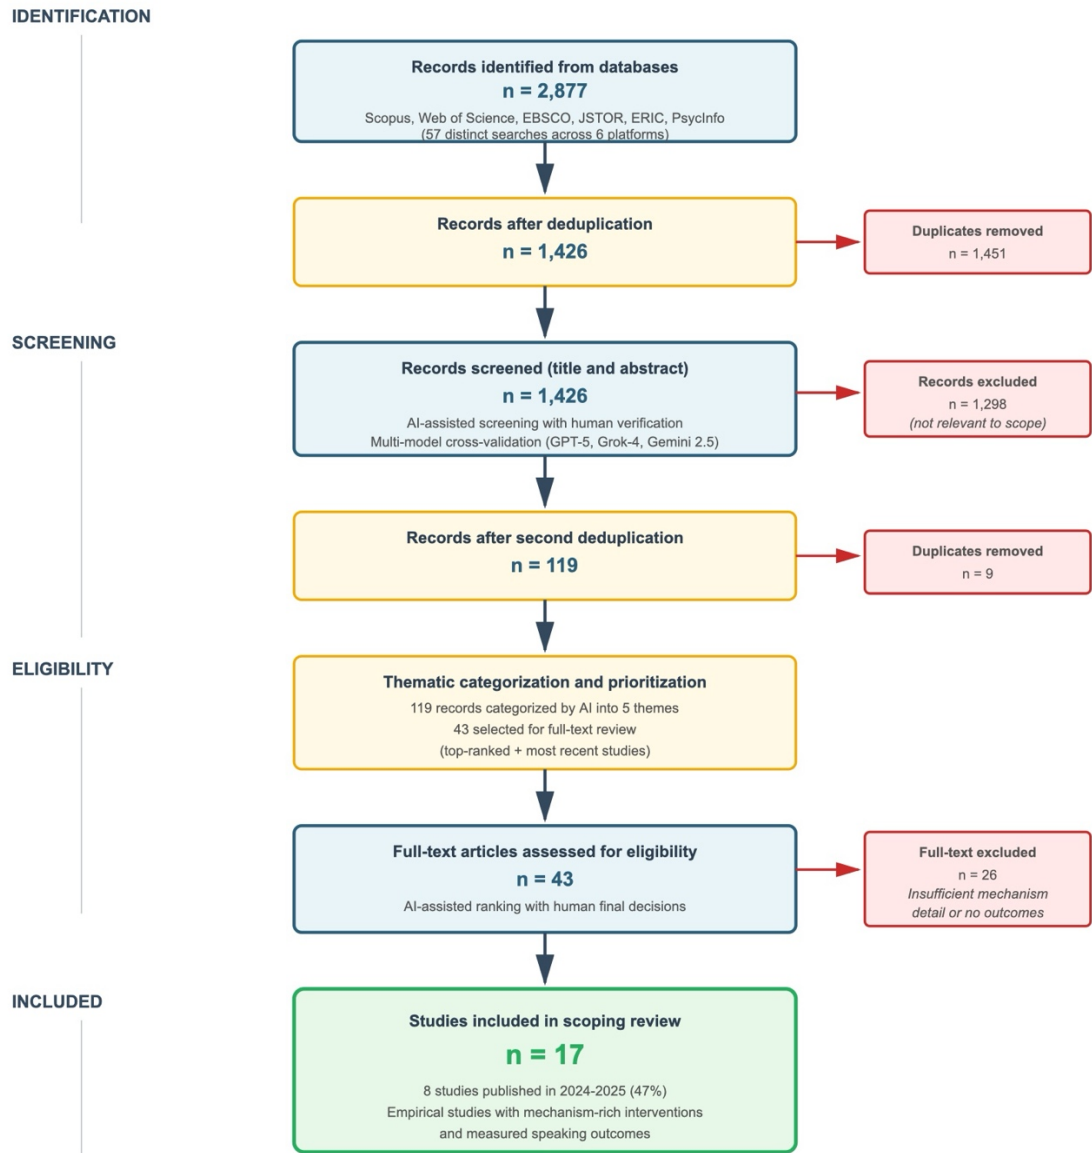 IDENTIFICATION
Records identified from databases
n = 2,877
Scopus, Web of Science, EBSCO, JSTOR, ERIC, PsycInfo
(57 distinct searches across 6 platforms)
Records after deduplication
n = 1,426
Duplicates removed
n = 1,451
SCREENING
Records screened (title and abstract)
n = 1,426
AI-assisted screening with human verification
Multi-model cross-validation (GPT-5, Grok-4, Gemini 2.5)
Records excluded
n = 1,298
(not relevant to scope)
Records after second deduplication
n = 119
Duplicates removed
n = 9
ELIGIBILITY
Thematic categorization and prioritization
119 records categorized by AI into 5 themes
43 selected for full-text review
(top-ranked + most recent studies)
Full-text articles assessed for eligibility
n = 43
AI-assisted ranking with human final decisions
Full-text excluded
n = 26
Insufficient mechanism
detail or no outcomes
INCLUDED
Studies included in scoping review
n = 17
8 studies published in 2024-2025 (47%)
Empirical studies with mechanism-rich interventions
and measured speaking outcomes